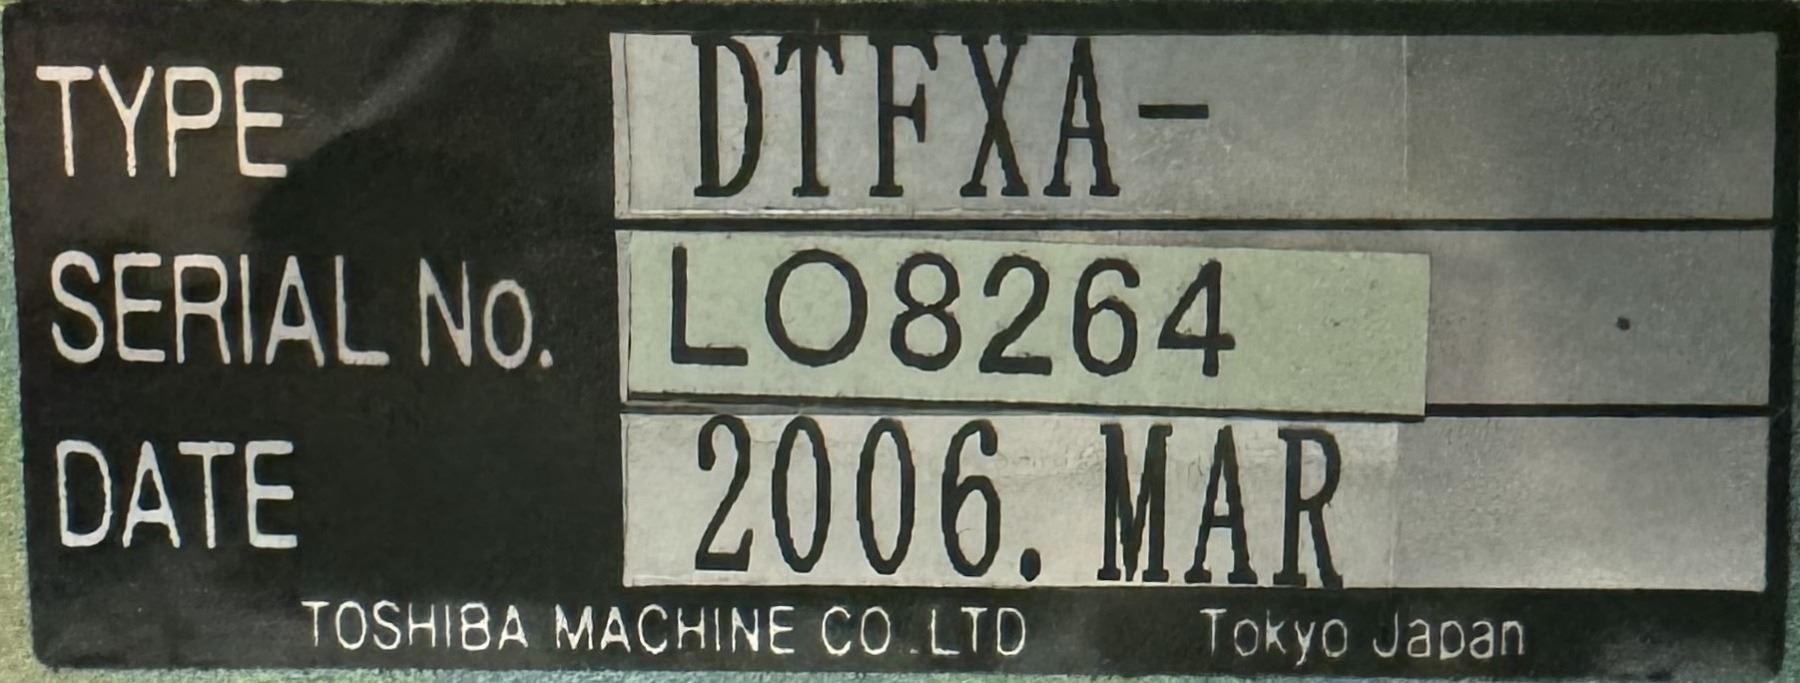 TYPE DTFXA-
SERIAL No. LO8264
DATE 2006. MAR
TOSHIBA MACHINE CO.,LTD Tokyo Japan